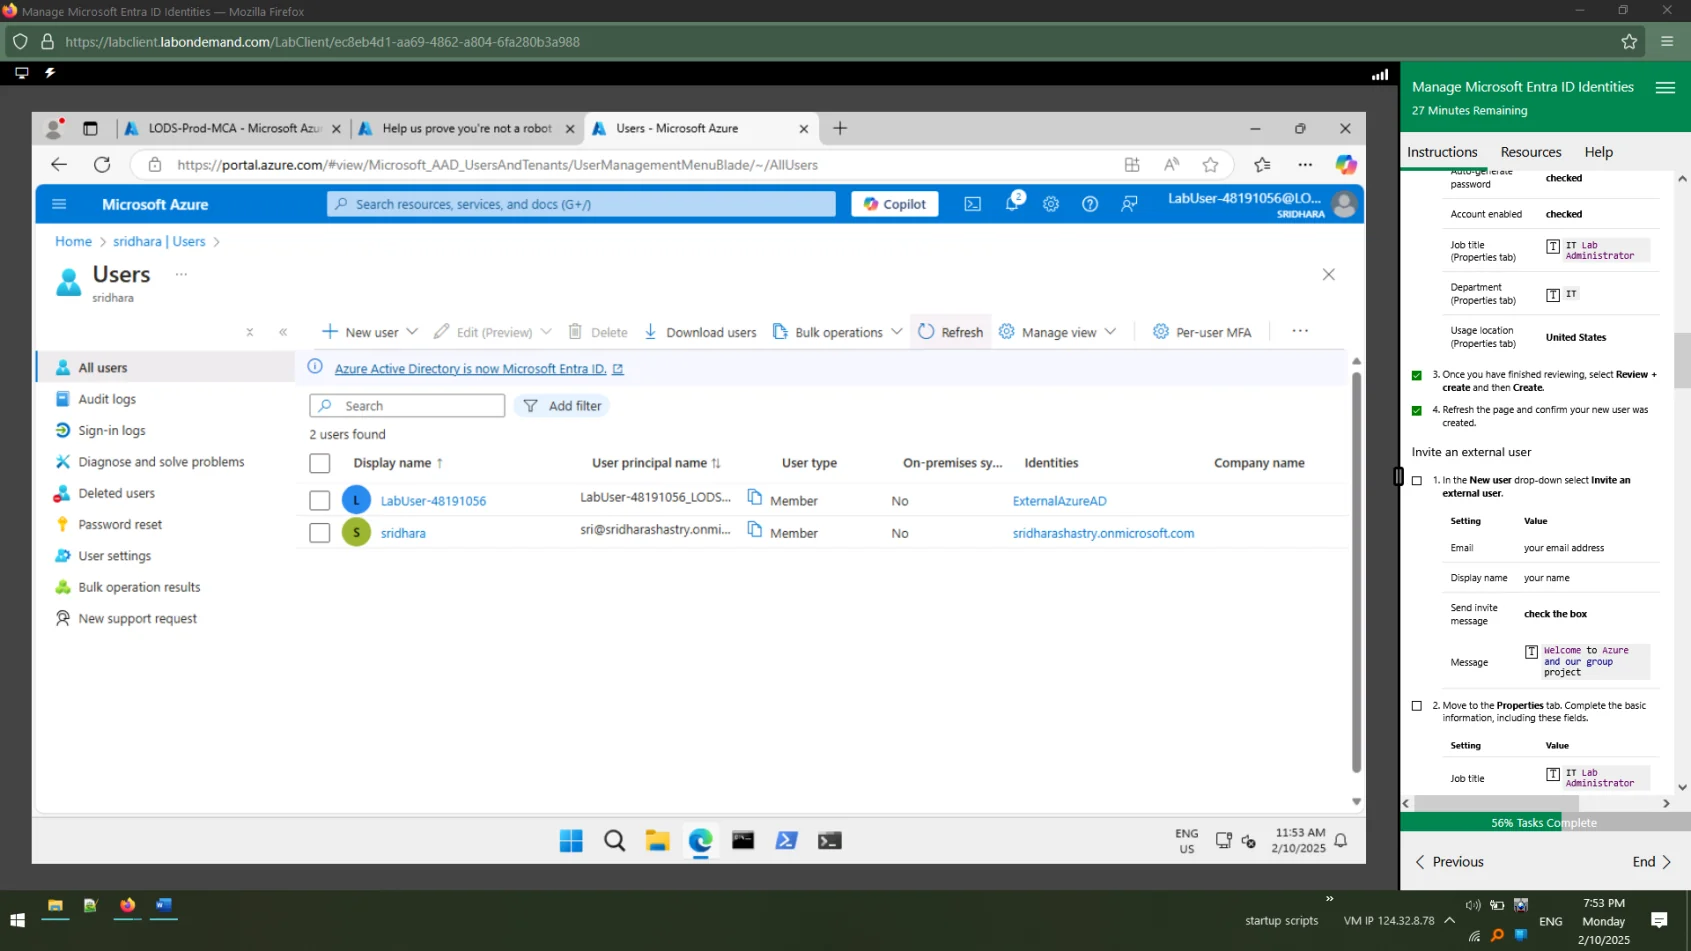 Manage Microsoft Entra ID Identities — Mozilla Firefox
https://labclient.labondemand.com/LabClient/ec8eb4d1-aa69-4862-a804-6fa280b3a988
LODS-Prod-MCA - Microsoft Azu
Help us prove you're not a robot
Users - Microsoft Azure
https://portal.azure.com/#view/Microsoft_AAD_UsersAndTenants/UserManagementMenuBlade/~/AllUsers
Microsoft Azure
Search resources, services, and docs (G+/)
Copilot
2
LabUser-48191056@LO...
SRIDHARA
Home > sridhara | Users >
Users ...
sridhara
New user
Edit (Preview)
Delete
Download users
Bulk operations
Refresh
Manage view
Per-user MFA
...
All users
Audit logs
Sign-in logs
Diagnose and solve problems
Deleted users
Password reset
User settings
Bulk operation results
New support request
Azure Active Directory is now Microsoft Entra ID.
Search
Add filter
2 users found
Display name ↑ User principal name ↑↓ User type On-premises sy... Identities Company name
L LabUser-48191056 LabUser-48191056_LODS... Member No ExternalAzureAD
S sridhara sri@sridharashastry.onmi... Member No sridharashastry.onmicrosoft.com
ENG
US
11:53 AM
2/10/2025
Manage Microsoft Entra ID Identities
27 Minutes Remaining
Instructions Resources Help
Auto-generate
password
checked
Account enabled checked
Job title
(Properties tab)
T IT Lab
Administrator
Department
(Properties tab)
T IT
Usage location
(Properties tab)
United States
3. Once you have finished reviewing, select Review +
create and then Create.
4. Refresh the page and confirm your new user was
created.
Invite an external user
1. In the New user drop-down select Invite an
external user.
Setting Value
Email your email address
Display name your name
Send invite
message
check the box
Message
T Welcome to Azure
and our group
project
2. Move to the Properties tab. Complete the basic
information, including these fields.
Setting Value
Job title
T IT Lab
Administrator
56% Tasks Complete
< Previous
End >
startup scripts
»
VM IP 124.32.8.78
ENG
7:53 PM
Monday
2/10/2025